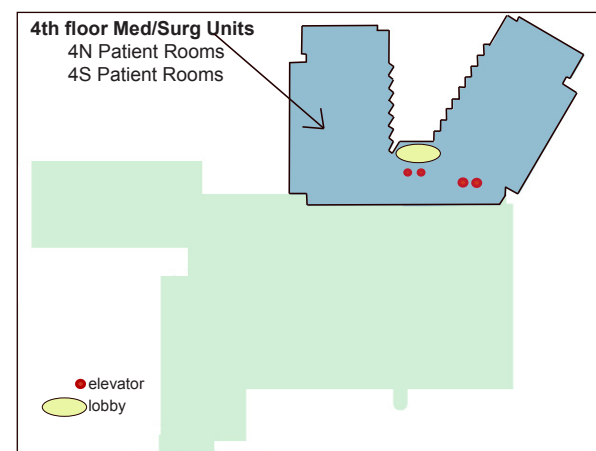 4th floor Med/Surg Units
4N Patient Rooms
4S Patient Rooms
elevator
lobby